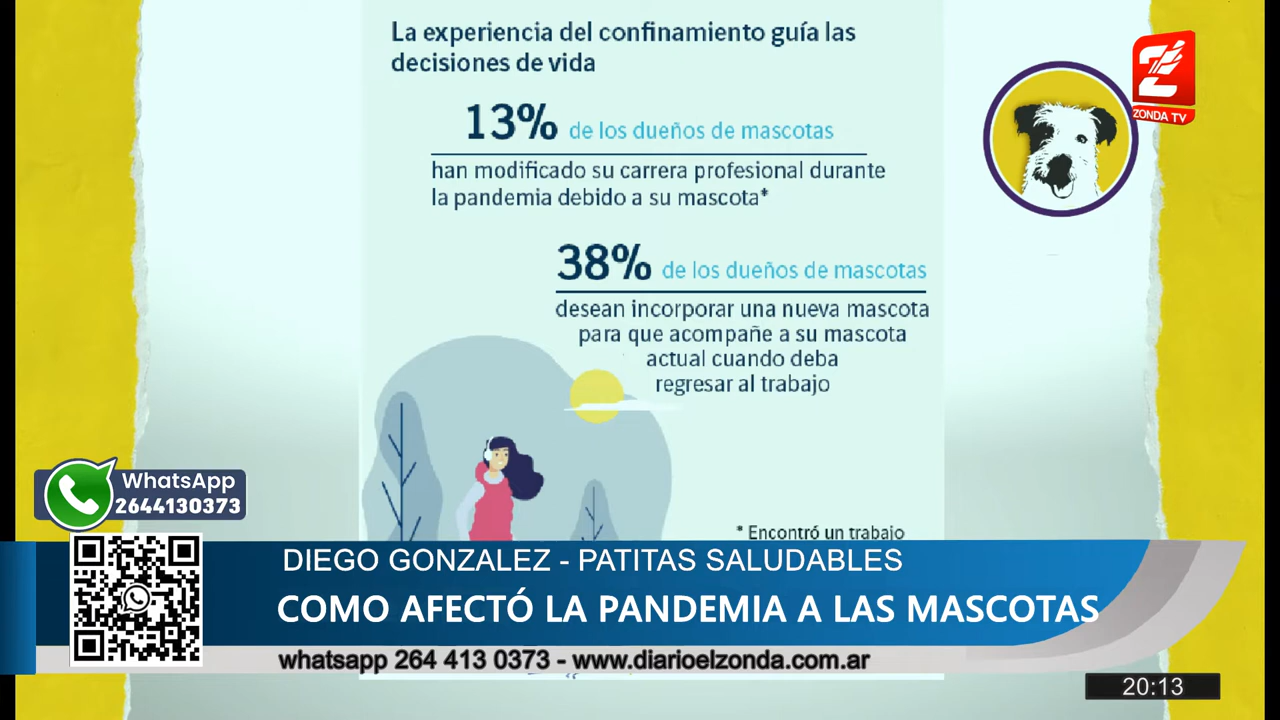 La experiencia del confinamiento guía las
decisiones de vida
13% de los dueños de mascotas
han modificado su carrera profesional durante
la pandemia debido a su mascota*
38% de los dueños de mascotas
desean incorporar una nueva mascota
para que acompañe a su mascota
actual cuando deba
regresar al trabajo
* Encontró un trabajo
Z
ZONDA TV
WhatsApp
2644130373
DIEGO GONZALEZ - PATITAS SALUDABLES
COMO AFECTÓ LA PANDEMIA A LAS MASCOTAS
whatsapp 264 413 0373 - www.diarioelzonda.com.ar
20:13